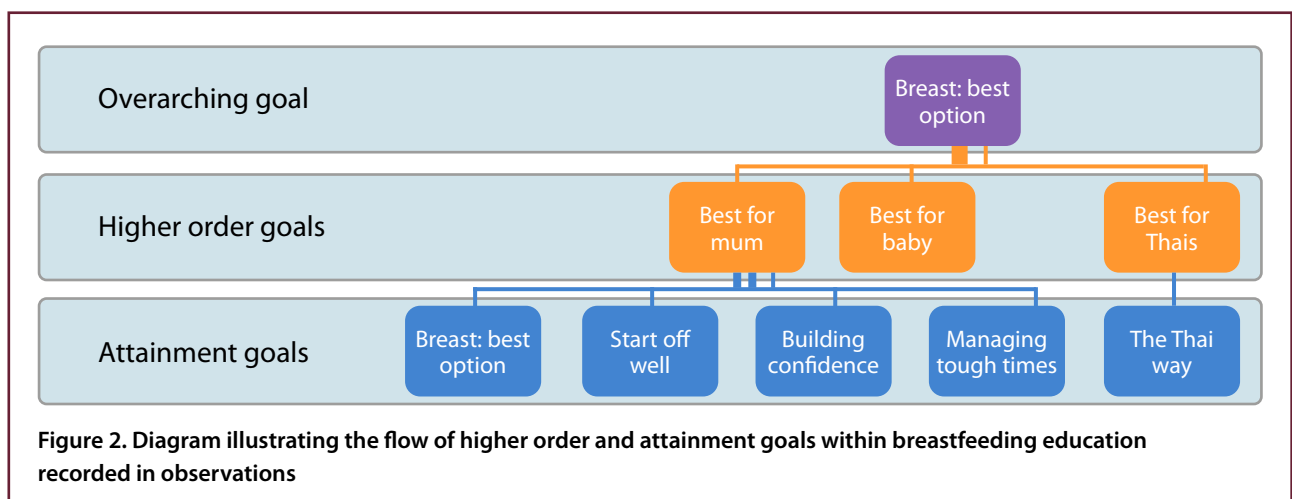 Overarching goal
Breast: best
option
Higher order goals
Best for
mum
Best for
baby
Best for
Thais
Attainment goals
Breast: best
option
Start off
well
Building
confidence
Managing
tough times
The Thai
way
Figure 2. Diagram illustrating the flow of higher order and attainment goals within breastfeeding education
recorded in observations